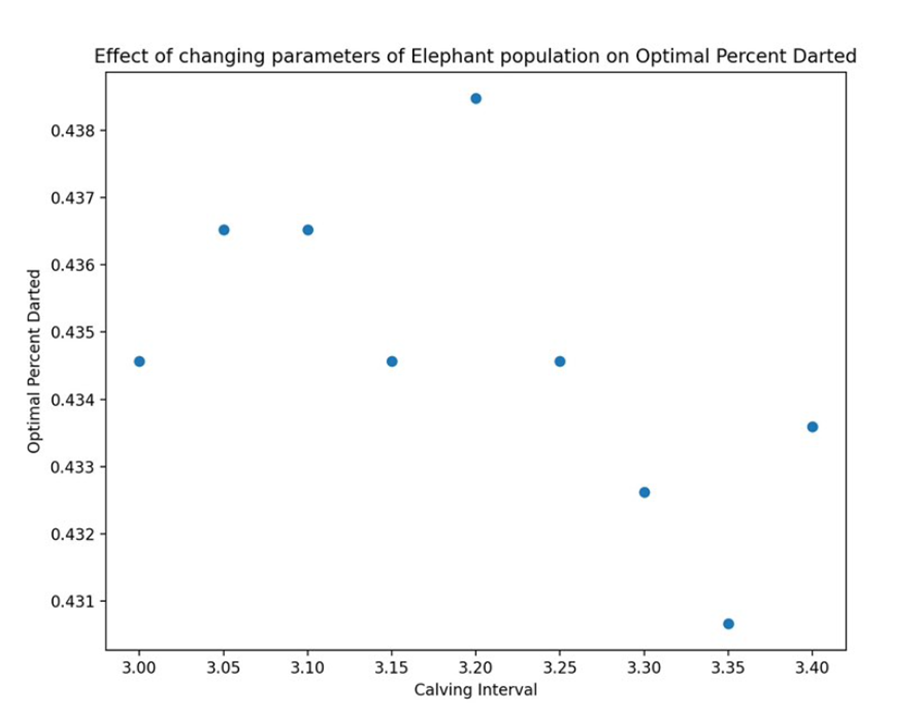 Effect of changing parameters of Elephant population on Optimal Percent Darted
Optimal Percent Darted
0.438
0.437
0.436
0.435
0.434
0.433
0.432
0.431
3.00 3.05 3.10 3.15 3.20 3.25 3.30 3.35 3.40
Calving Interval